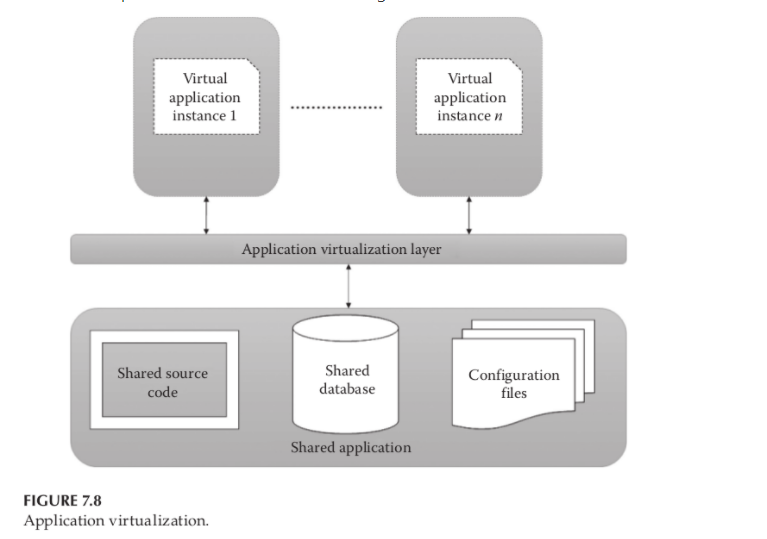 Virtual
application
instance 1
Virtual
application
instance n
Application virtualization layer
Shared source
code
Shared
database
Configuration
files
Shared application
FIGURE 7.8
Application virtualization.